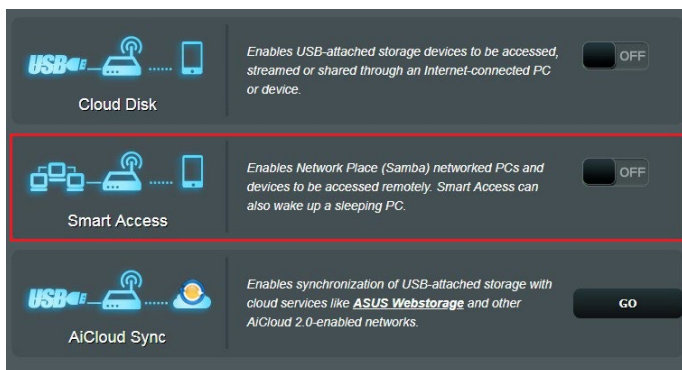 Enables USB-attached storage devices to be accessed,
USB
streamed or shared through an Internet-connected PC
OFF
or device.
Cloud Disk
Enables Network Place (Samba) networked PCs and
devices to be accessed remotely. Smart Access can
OFF
also wake up a sleeping PC.
Smart Access
Enables synchronization of USB-attached storage with
USB
cloud services like ASUS Webstorage and other
GO
AiCloud 2.0-enabled networks.
AiCloud Sync